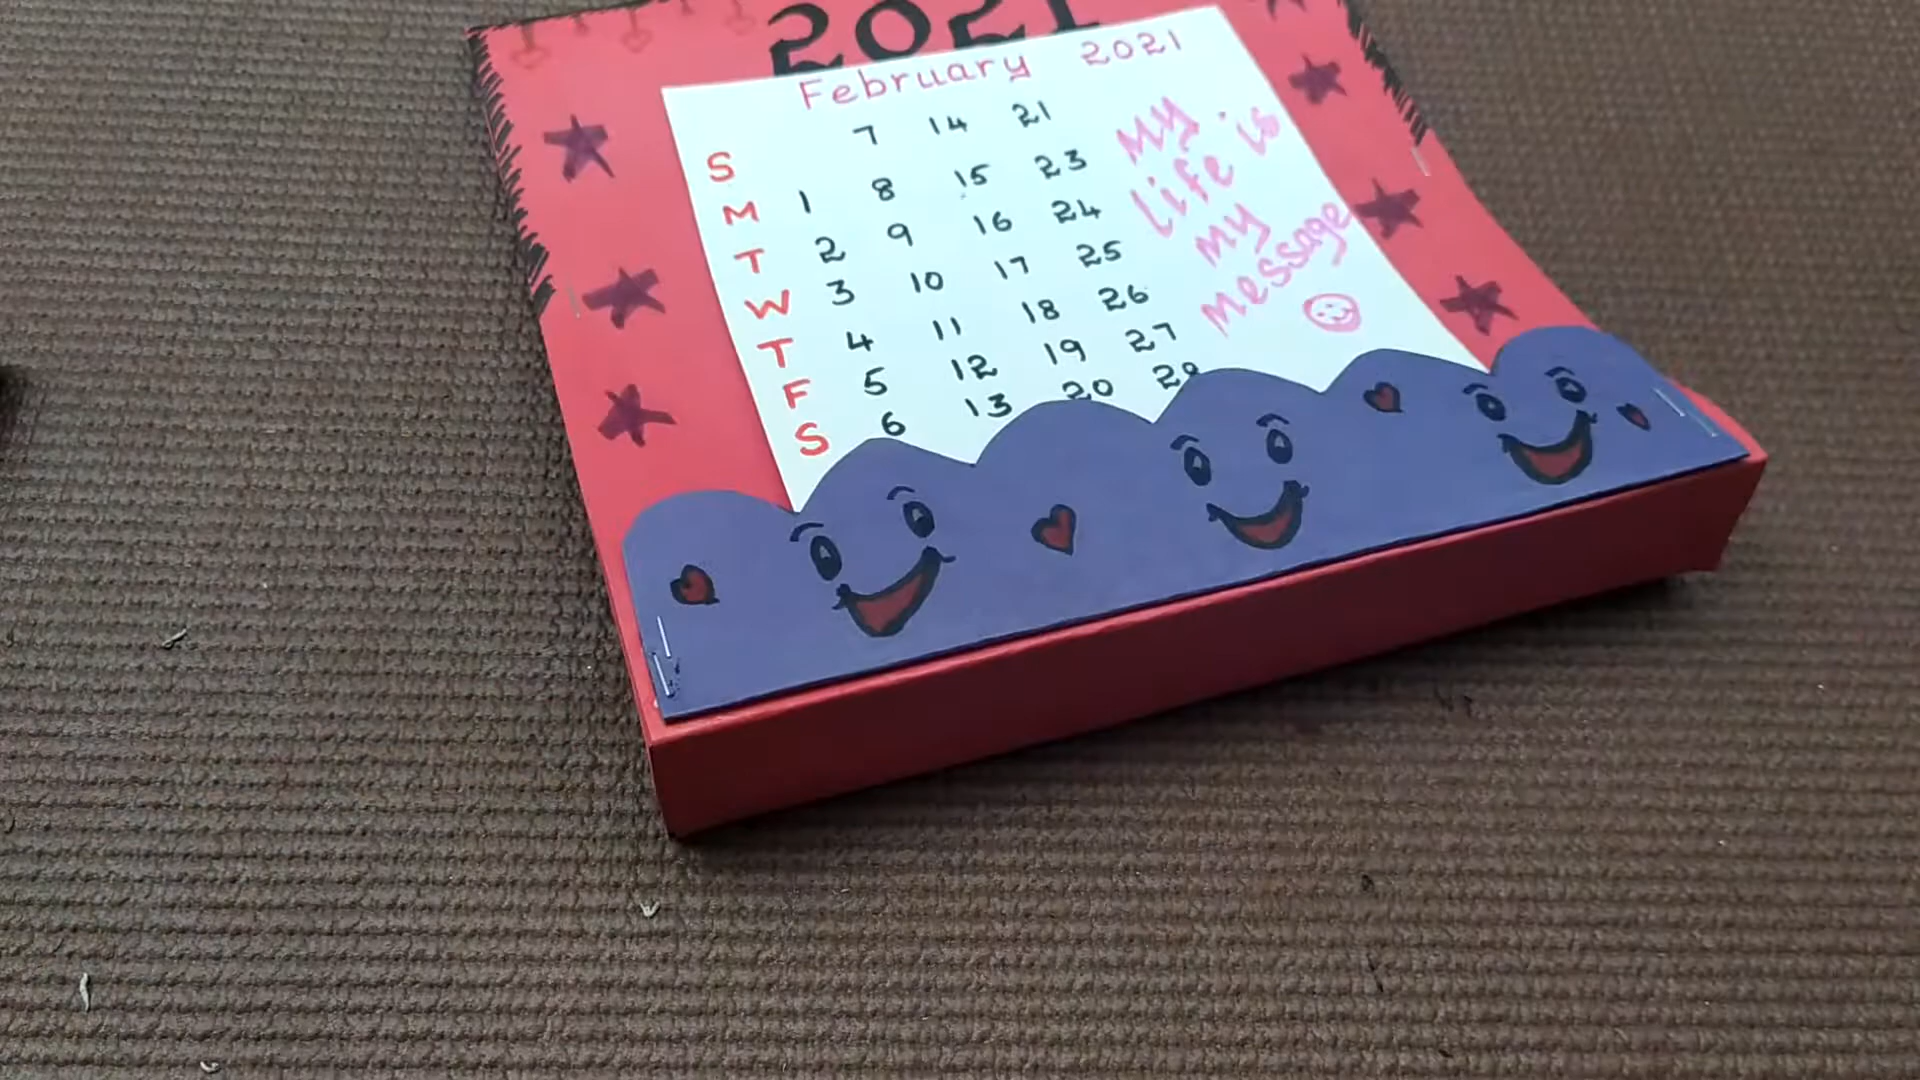 2021
February 2021
S 7 14 21
M 1 8 15 23
T 2 9 16 24
W 3 10 17 25
T 4 11 18 26
F 5 12 19 27
S 6 13 20 28
My
life is
my
message